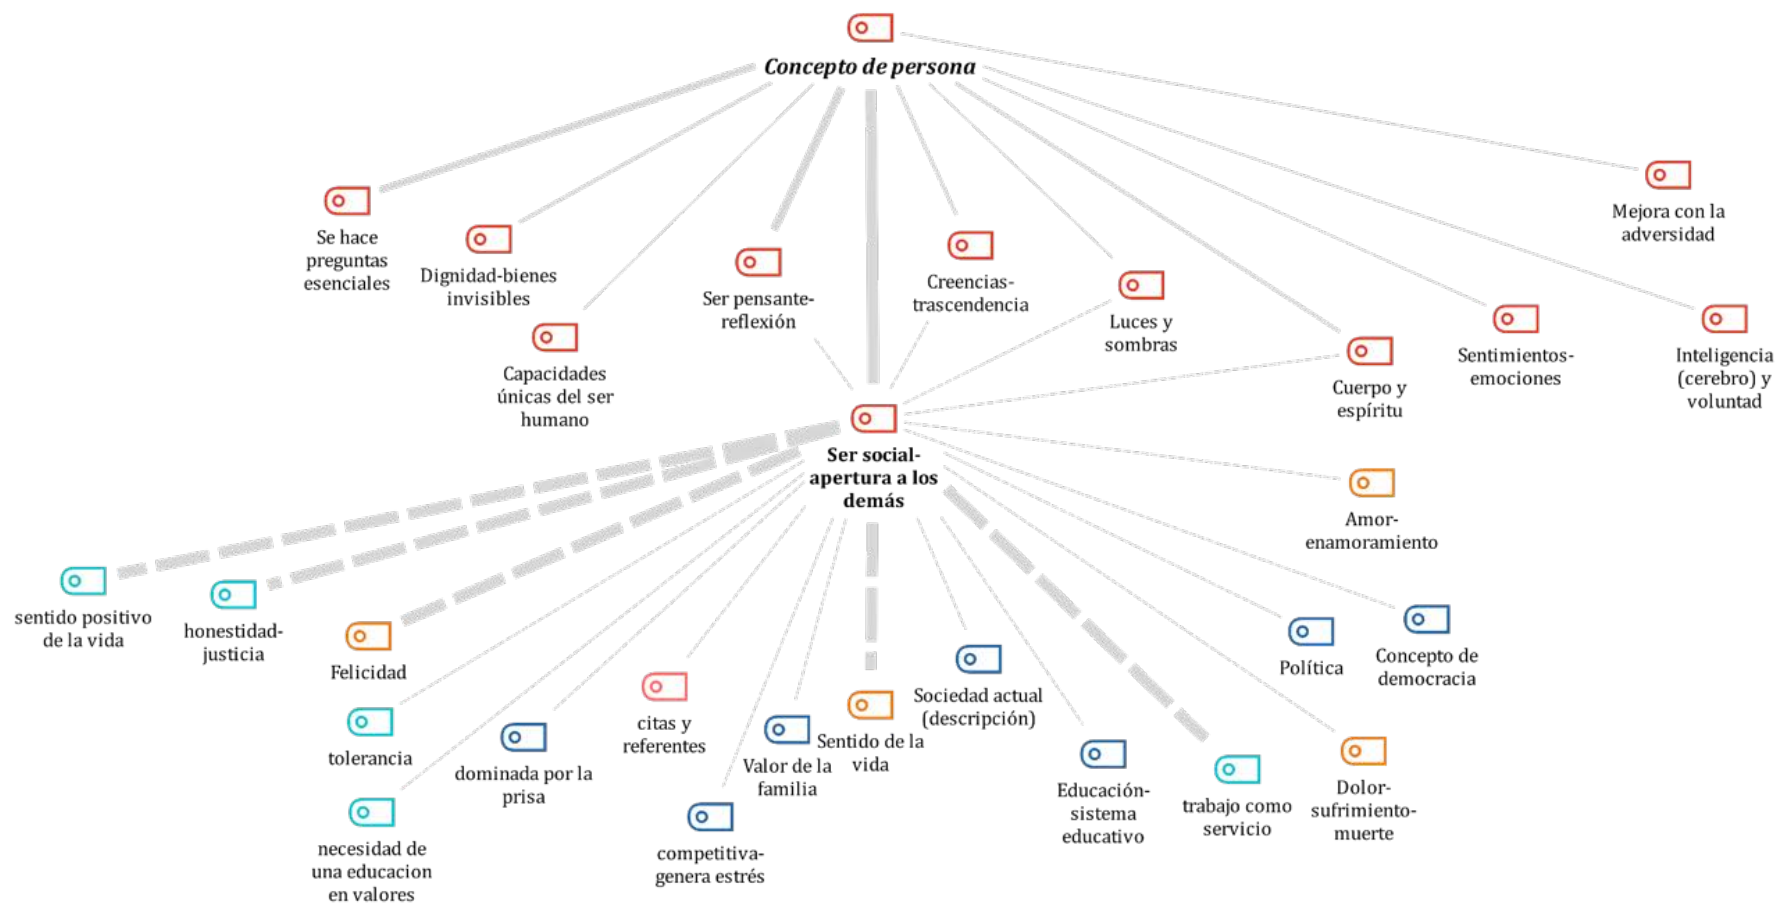 Concepto de persona
Se hace
preguntas
esenciales
Dignidad-bienes
invisibles
Capacidades
únicas del ser
humano
Ser pensante-
reflexión
Creencias-
trascendencia
Luces y
sombras
Cuerpo y
espíritu
Sentimientos-
emociones
Inteligencia
(cerebro) y
voluntad
Mejora con la
adversidad
Ser social-
apertura a los
demás
Amor-
enamoramiento
sentido positivo
de la vida
honestidad-
justicia
Felicidad
tolerancia
necesidad de
una educacion
en valores
dominada por la
prisa
citas y
referentes
competitiva-
genera estrés
Valor de la
familia
Sentido de la
vida
Sociedad actual
(descripción)
Educación-
sistema
educativo
trabajo como
servicio
Dolor-
sufrimiento-
muerte
Política
Concepto de
democracia